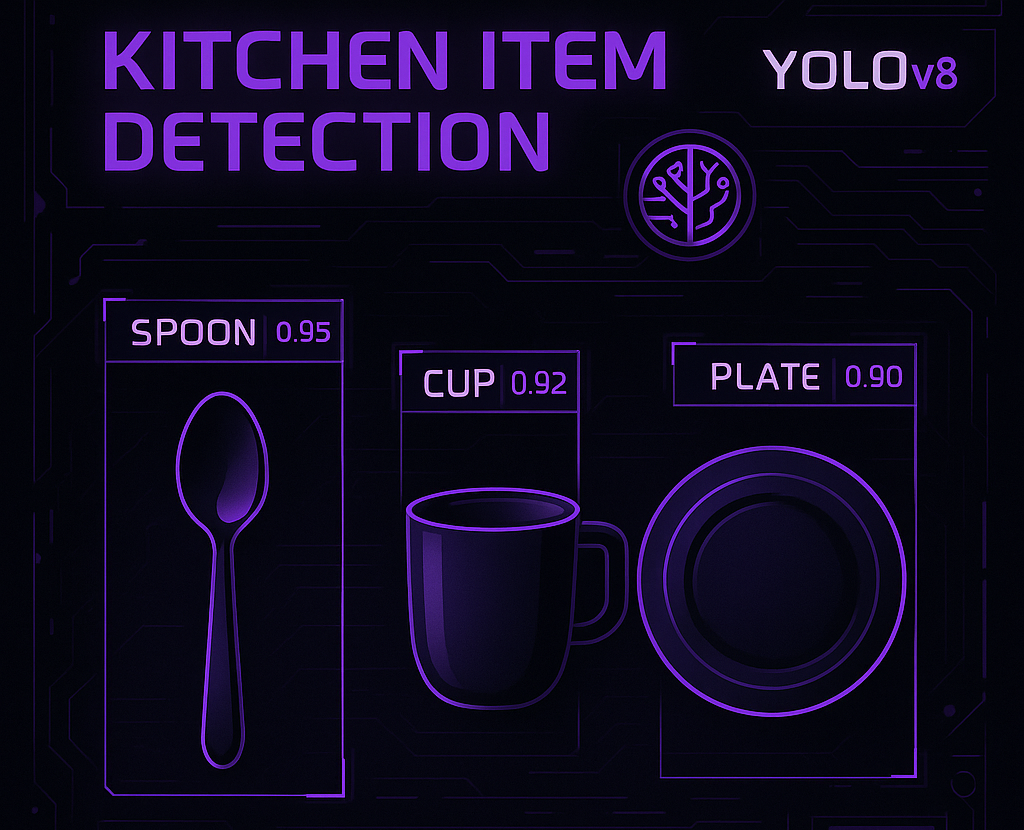 KITCHEN ITEM
DETECTION
YOLOv8
SPOON 0.95
CUP 0.92
PLATE 0.90